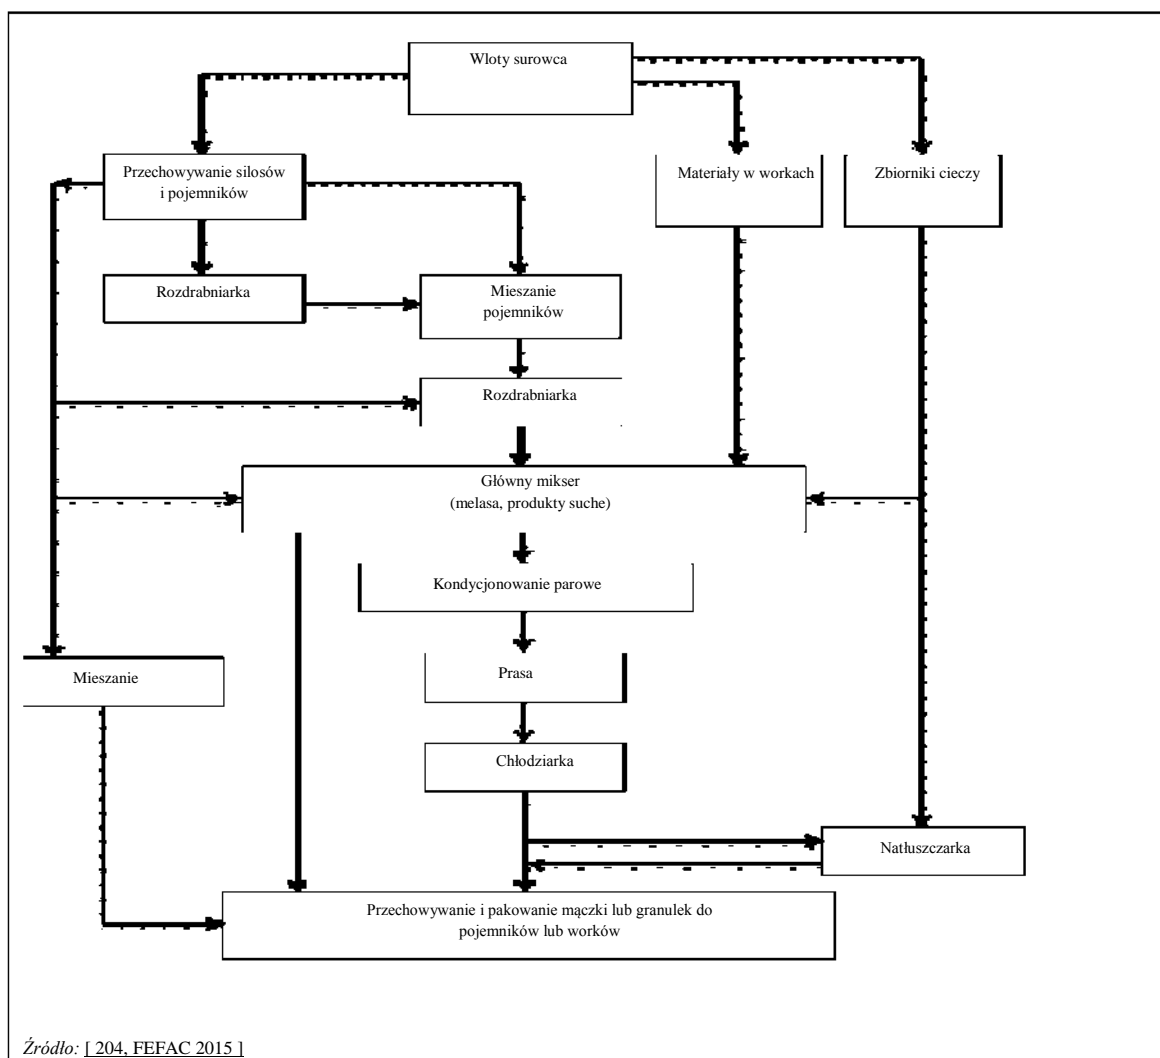 Wloty surowca
Przechowywanie silosów
i pojemników
Materiały w workach
Zbiorniki cieczy
Rozdrabniarka
Mieszanie
pojemników
Rozdrabniarka
Główny mikser
(melasa, produkty suche)
Kondycjonowanie parowe
Mieszanie
Prasa
Chłodziarka
Natłuszczarka
Przechowywanie i pakowanie mączki lub granulek do
pojemników lub worków
Źródło: [ 204, FEFAC 2015 ]